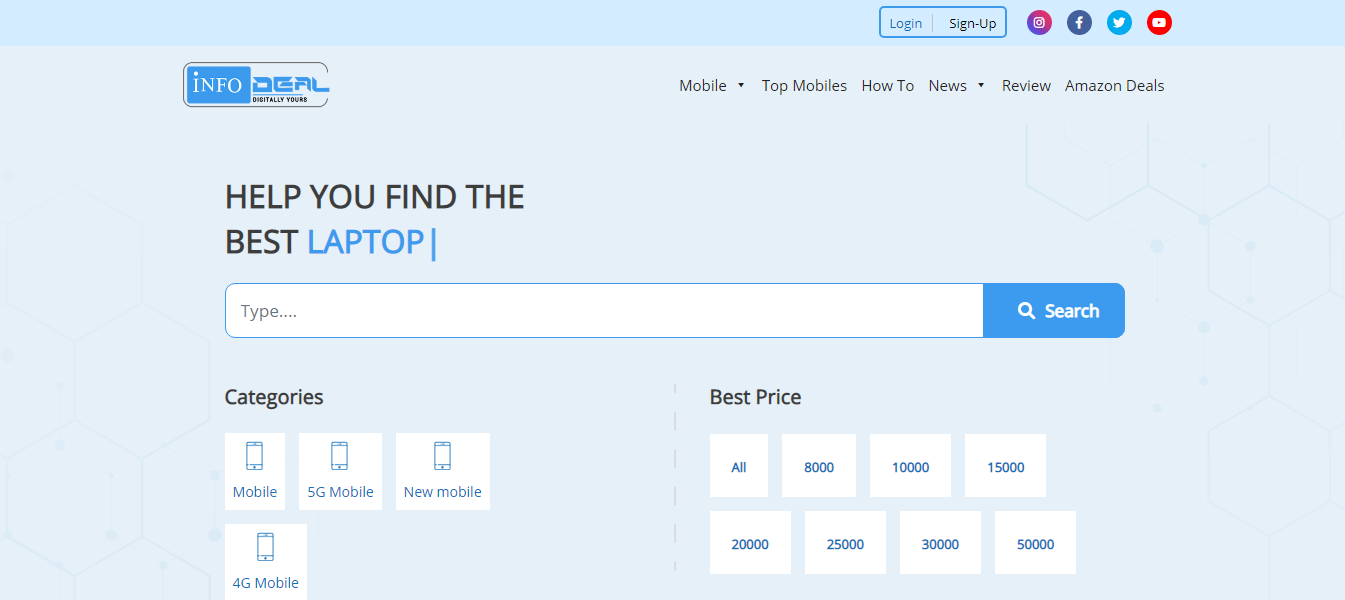 Login Sign-Up
iNFO DEAL
DIGITALLY YOURS
Mobile Top Mobiles How To News Review Amazon Deals
HELP YOU FIND THE
BEST LAPTOP|
Type....
Search
Categories
Best Price
Mobile 5G Mobile New mobile
4G Mobile
All 8000 10000 15000
20000 25000 30000 50000